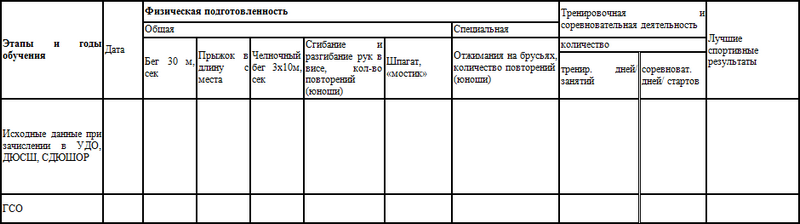 Этапы и годы
обучения
Дата
Физическая подготовленность
Общая
Специальная
Бег 30 м,
сек
Прыжок в
длину с
места
Челночный
бег 3х10м,
сек
Сгибание и
разгибание рук в
висе, кол-во
повторений
(юноши)
Шпагат,
«мостик»
Отжимания на брусьях,
количество повторений
(юноши)
Тренировочная и
соревновательная деятельность
количество
тренир. дней/
занятий
соревноват.
дней/ стартов
Лучшие
спортивные
результаты
Исходные данные при
зачислении в УДО,
ДЮСШ, СДЮШОР
ГСО